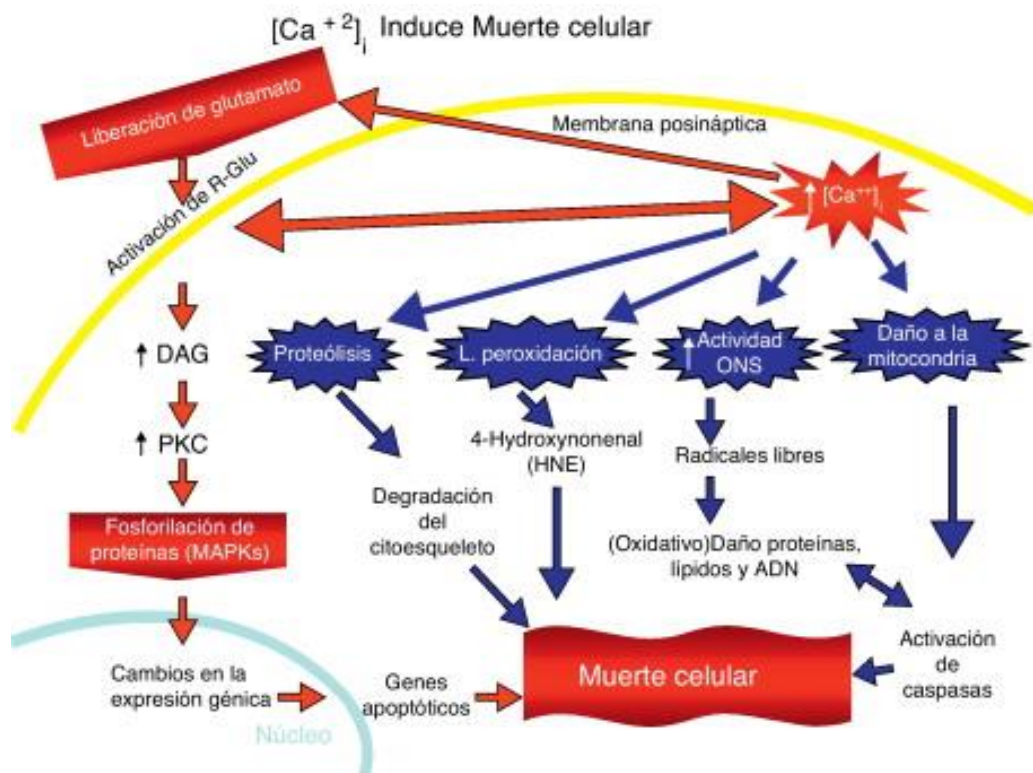 [Ca +2]i Induce Muerte celular
Liberación de glutamato
Membrana posináptica
Activación de R-Glu
↑ [Ca++]i
↑ DAG
↑ PKC
Fosforilación de
proteínas (MAPKs)
Cambios en la
expresión génica
Núcleo
Genes
apoptóticos
Proteólisis
L. peroxidación
↑ Actividad
ONS
Daño a la
mitocondria
4-Hydroxynonenal
(HNE)
Radicales libres
Degradación
del
citoesqueleto
(Oxidativo)Daño proteínas,
lípidos y ADN
Activación
de
caspasas
Muerte celular